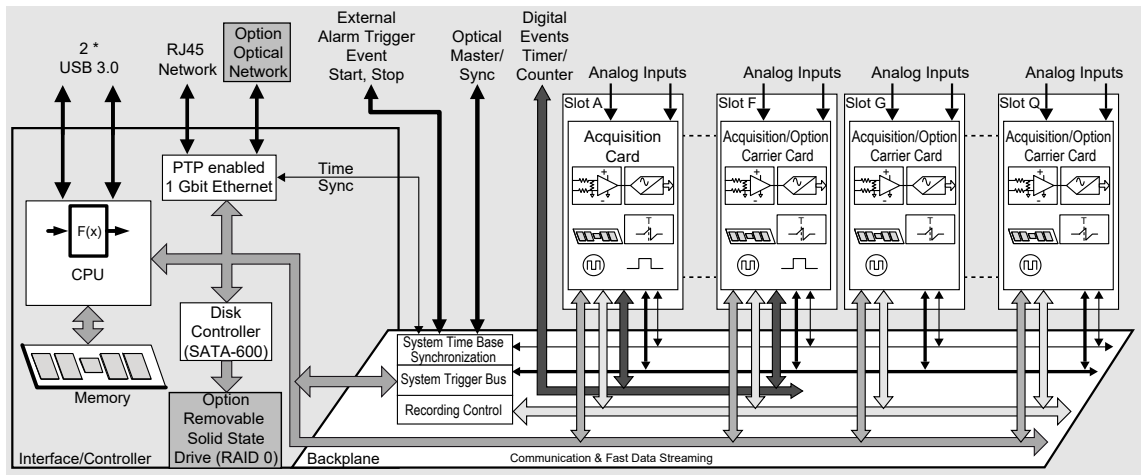 2 *
USB 3.0
RJ45
Network
Option
Optical
Network
External
Alarm Trigger
Event
Start, Stop
Optical
Master/
Sync
Digital
Events
Timer/
Counter
Analog Inputs
Analog Inputs
Analog Inputs
Analog Inputs
Slot A
Slot F
Slot G
Slot Q
Acquisition
Card
Acquisition/Option
Carrier Card
Acquisition/Option
Carrier Card
Acquisition/Option
Carrier Card
+
-
T
+
-
T
+
-
T
+
-
T
PTP enabled
1 Gbit Ethernet
Time
Sync
F(x)
CPU
Disk
Controller
(SATA-600)
Memory
Option
Removable
Solid State
Drive (RAID 0)
Interface/Controller
System Time Base
Synchronization
System Trigger Bus
Recording Control
Backplane
Communication & Fast Data Streaming